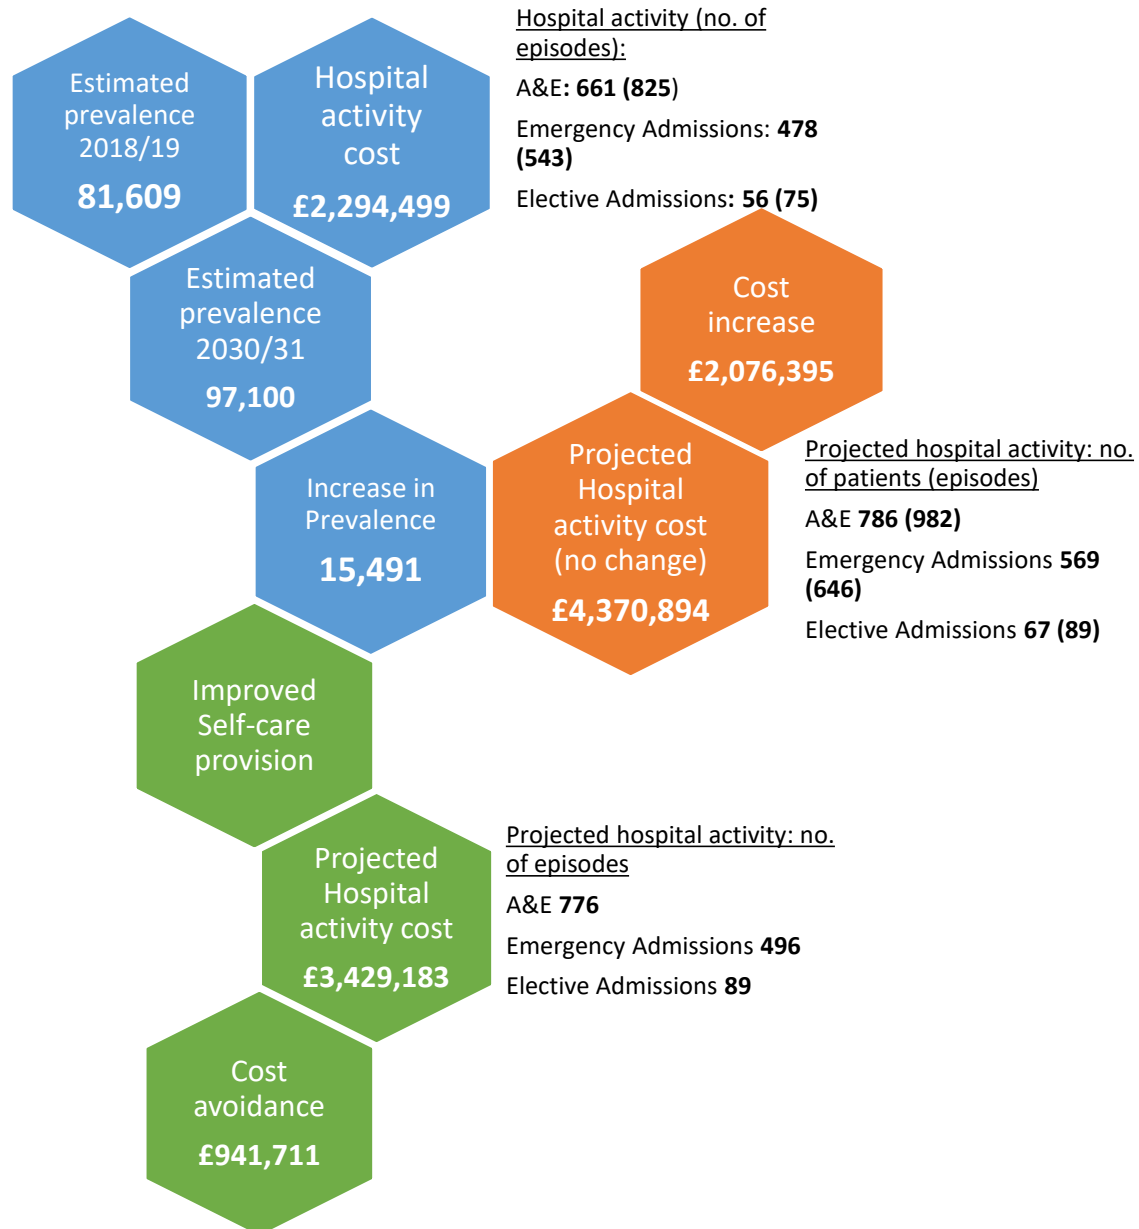 Estimated
prevalence
2018/19
81,609
Hospital
activity
cost
£2,294,499
Hospital activity (no. of
episodes):
A&E: 661 (825)
Emergency Admissions: 478
(543)
Elective Admissions: 56 (75)
Estimated
prevalence
2030/31
97,100
Cost
increase
£2,076,395
Increase in
Prevalence
15,491
Projected
Hospital
activity cost
(no change)
£4,370,894
Projected hospital activity: no.
of patients (episodes)
A&E 786 (982)
Emergency Admissions 569
(646)
Elective Admissions 67 (89)
Improved
Self-care
provision
Projected
Hospital
activity cost
£3,429,183
Projected hospital activity: no.
of episodes
A&E 776
Emergency Admissions 496
Elective Admissions 89
Cost
avoidance
£941,711